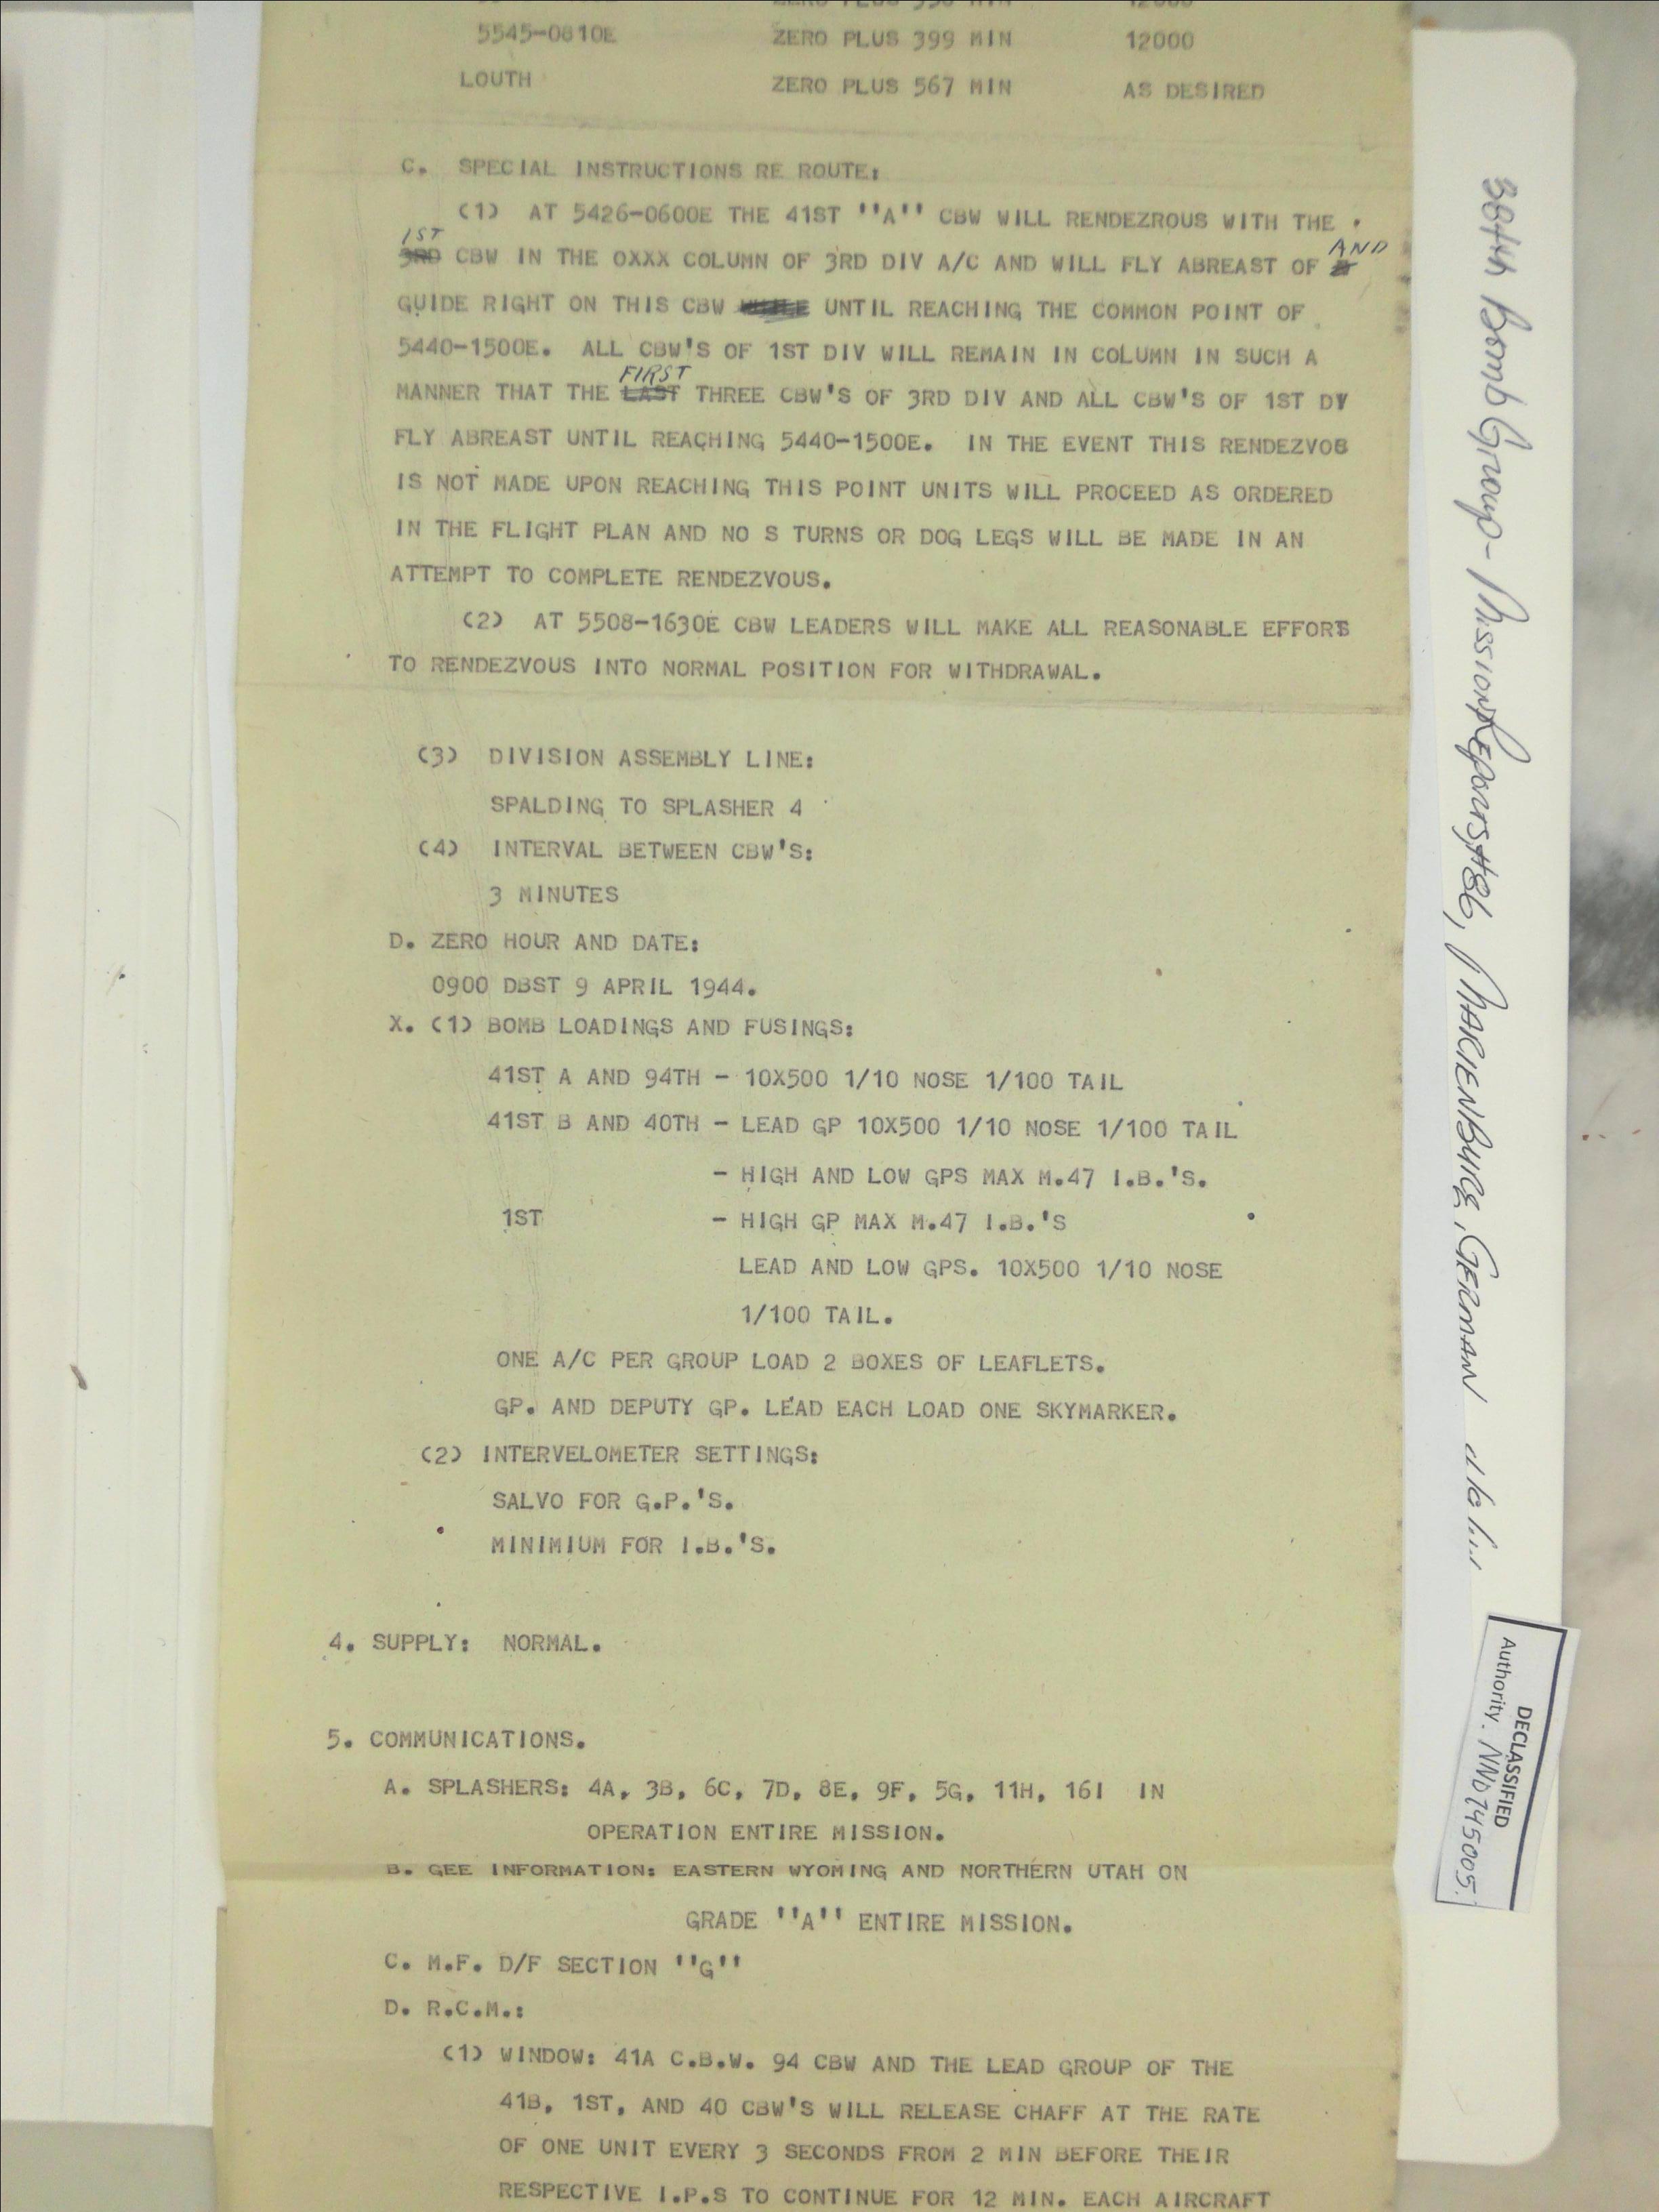 5545-0810E ZERO PLUS 399 MIN 12000
LOUTH ZERO PLUS 567 MIN AS DESIRED
C. SPECIAL INSTRUCTIONS RE ROUTE:
(1) AT 5426-0600E THE 41ST ''A'' CBW WILL RENDEZROUS WITH THE
1ST AND
3RD CBW IN THE OXXX COLUMN OF 3RD DIV A/C AND WILL FLY ABREAST OF
GUIDE RIGHT ON THIS CBW UNTIL REACHING THE COMMON POINT OF
5440-1500E. ALL CBW'S OF 1ST DIV WILL REMAIN IN COLUMN IN SUCH A
FIRST
MANNER THAT THE LAST THREE CBW'S OF 3RD DIV AND ALL CBW'S OF 1ST DV
FLY ABREAST UNTIL REACHING 5440-1500E. IN THE EVENT THIS RENDEZVOB
IS NOT MADE UPON REACHING THIS POINT UNITS WILL PROCEED AS ORDERED
IN THE FLIGHT PLAN AND NO S TURNS OR DOG LEGS WILL BE MADE IN AN
ATTEMPT TO COMPLETE RENDEZVOUS.
(2) AT 5508-1630E CBW LEADERS WILL MAKE ALL REASONABLE EFFORTS
TO RENDEZVOUS INTO NORMAL POSITION FOR WITHDRAWAL.
(3) DIVISION ASSEMBLY LINE:
SPALDING TO SPLASHER 4
(4) INTERVAL BETWEEN CBW'S:
3 MINUTES
D. ZERO HOUR AND DATE:
0900 DBST 9 APRIL 1944.
X. (1) BOMB LOADINGS AND FUSINGS:
41ST A AND 94TH - 10X500 1/10 NOSE 1/100 TAIL
41ST B AND 40TH - LEAD GP 10X500 1/10 NOSE 1/100 TAIL
- HIGH AND LOW GPS MAX M.47 I.B.'S.
1ST - HIGH GP MAX M.47 I.B.'S
LEAD AND LOW GPS. 10X500 1/10 NOSE
1/100 TAIL.
ONE A/C PER GROUP LOAD 2 BOXES OF LEAFLETS.
GP. AND DEPUTY GP. LEAD EACH LOAD ONE SKYMARKER.
(2) INTERVELOMETER SETTINGS:
SALVO FOR G.P.'S.
MINIMIUM FOR I.B.'S.
4. SUPPLY: NORMAL.
5. COMMUNICATIONS.
A. SPLASHERS: 4A, 3B, 6C, 7D, 8E, 9F, 5G, 11H, 16I IN
OPERATION ENTIRE MISSION.
B. GEE INFORMATION: EASTERN WYOMING AND NORTHERN UTAH ON
GRADE ''A'' ENTIRE MISSION.
C. M.F. D/F SECTION ''G''
D. R.C.M.:
(1) WINDOW: 41A C.B.W. 94 CBW AND THE LEAD GROUP OF THE
41B, 1ST, AND 40 CBW'S WILL RELEASE CHAFF AT THE RATE
OF ONE UNIT EVERY 3 SECONDS FROM 2 MIN BEFORE THEIR
RESPECTIVE I.P.S TO CONTINUE FOR 12 MIN. EACH AIRCRAFT
384th Bomb Group - Mission Reports #86, MARIENBURG, GERMAN
DECLASSIFIED
Authority. NND 745005